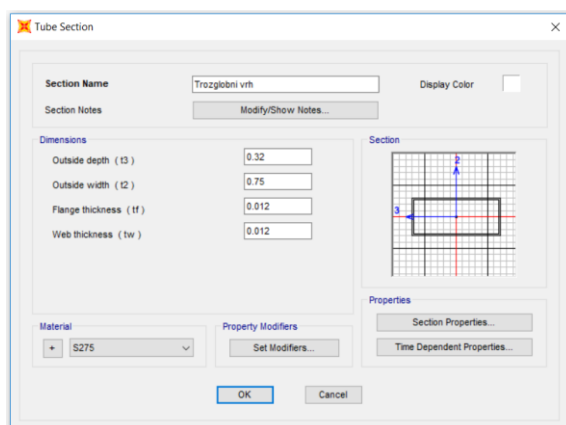 Tube Section
Section Name Trozglobni vrh Display Color
Section Notes Modify/Show Notes...
Dimensions
Outside depth ( t3 ) 0.32
Outside width ( t2 ) 0.75
Flange thickness ( tf ) 0.012
Web thickness ( tw ) 0.012
Section
2
3
Properties
Section Properties...
Time Dependent Properties...
Material
+ S275
Property Modifiers
Set Modifiers...
OK Cancel